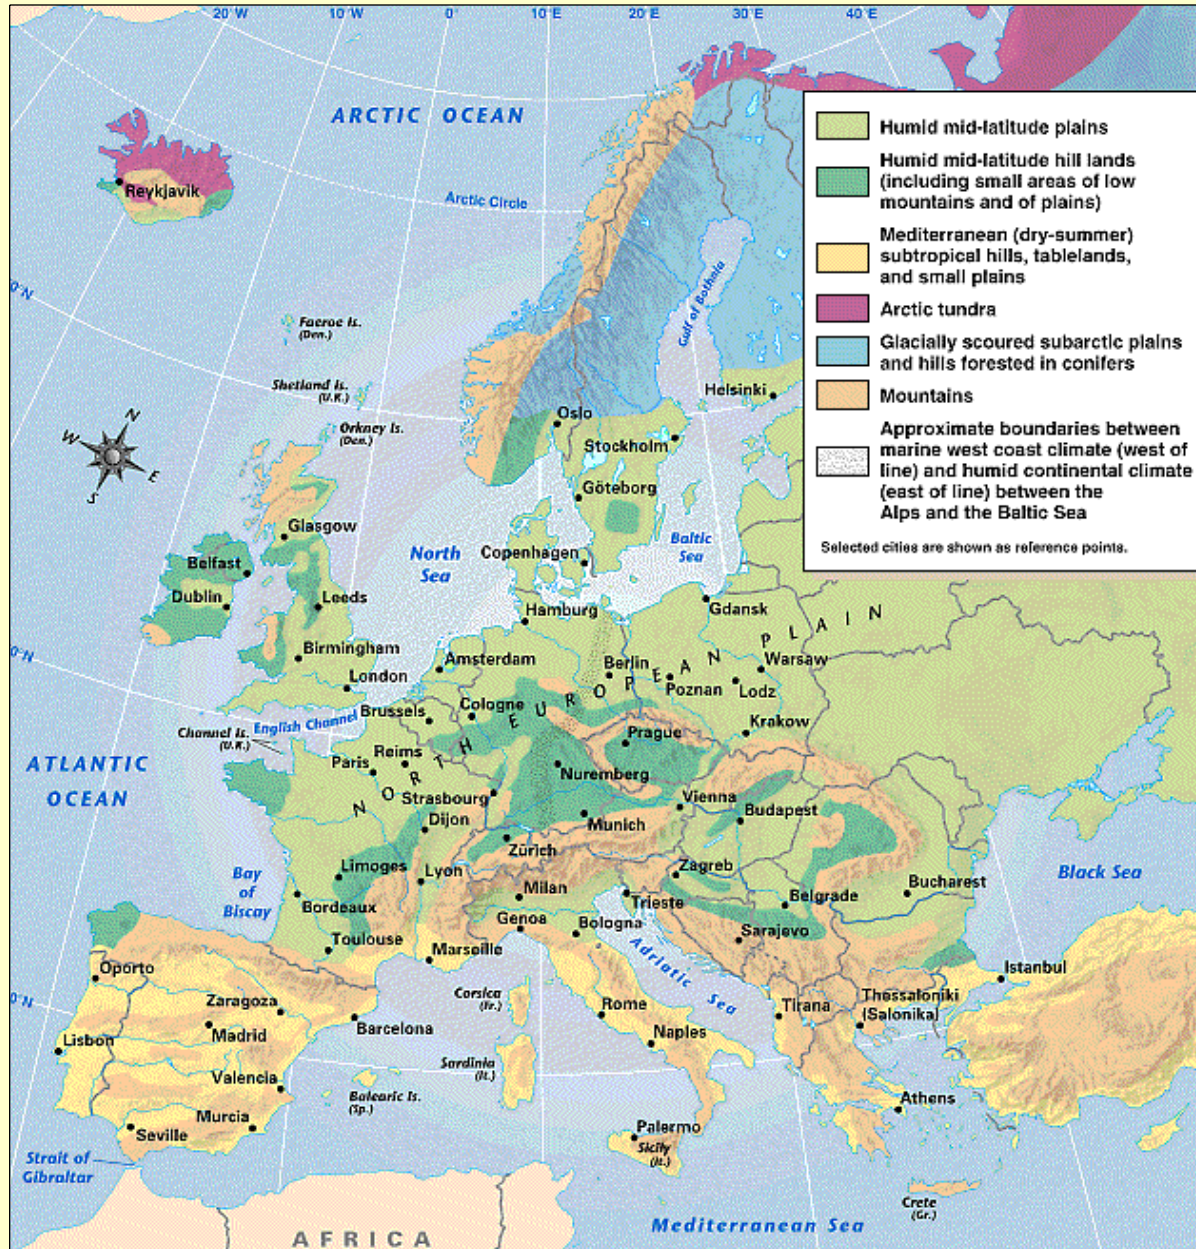 20°W
10°W
0°
10°E
20°E
30°E
40°E
ARCTIC OCEAN
Humid mid-latitude plains
Humid mid-latitude hill lands
(including small areas of low
mountains and of plains)
Mediterranean (dry-summer)
subtropical hills, tablelands,
and small plains
Arctic tundra
Glacially scoured subarctic plains
and hills forested in conifers
Mountains
Approximate boundaries between
marine west coast climate (west of
line) and humid continental climate
(east of line) between the
Alps and the Baltic Sea
Selected cities are shown as reference points.
Reykjavik
Arctic Circle
0°N
Faeroe Is.
(Den.)
Gulf of Bothnia
Shetland Is.
(U.K.)
Helsinki
N
W
E
S
Orkney Is.
(Den.)
Oslo
Stockholm
Göteborg
Glasgow
North
Sea
Copenhagen
Baltic
Sea
Belfast
Dublin
Leeds
Hamburg
Gdansk
0°N
Birmingham
Amsterdam
Berlin
Warsaw
London
Poznan
Lodz
NORTH EUROPEAN PLAIN
English Channel
Brussels
Cologne
Krakow
Channel Is.
(U.K.)
Reims
Prague
ATLANTIC
OCEAN
Paris
Nuremberg
Strasbourg
Vienna
Budapest
Dijon
Munich
Zürich
Limoges
Lyon
Zagreb
Black Sea
Bay
of
Biscay
Milan
Trieste
Belgrade
Bucharest
Bordeaux
Genoa
Bologna
Sarajevo
Toulouse
Marseille
Adriatic Sea
Oporto
Istanbul
0°N
Zaragoza
Corsica
(Fr.)
Rome
Tirana
Thessaloniki
(Salonika)
Madrid
Barcelona
Naples
Lisbon
Sardinia
(It.)
Valencia
Balearic Is.
(Sp.)
Athens
Murcia
Seville
Palermo
Sicily
(It.)
Strait of
Gibraltar
Crete
(Gr.)
AFRICA
Mediterranean Sea